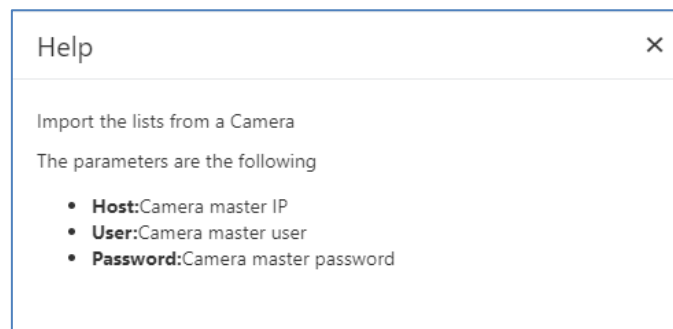 Help
Import the lists from a Camera
The parameters are the following
Host:Camera master IP
User:Camera master user
Password:Camera master password